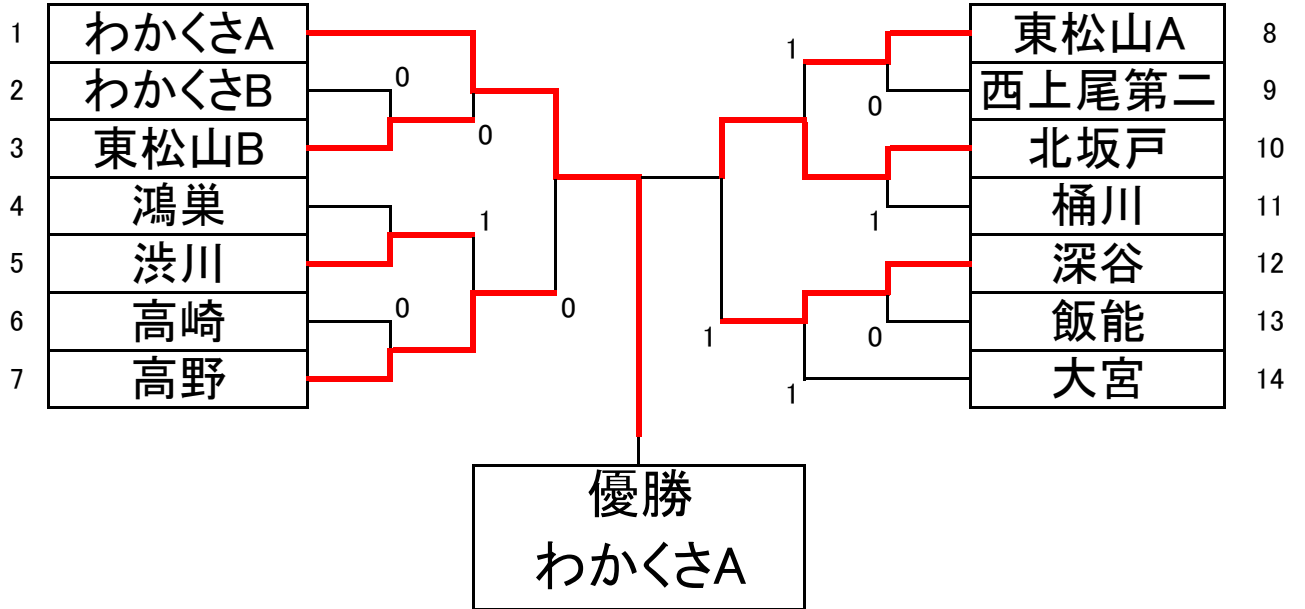 1 わかくさA
2 わかくさB
3 東松山B
4 鴻巣
5 渋川
6 高崎
7 高野
0
0
1
0
0
東松山A 8
西上尾第二 9
北坂戸 10
桶川 11
深谷 12
飯能 13
大宮 14
1
0
1
1
0
1
優勝
わかくさA